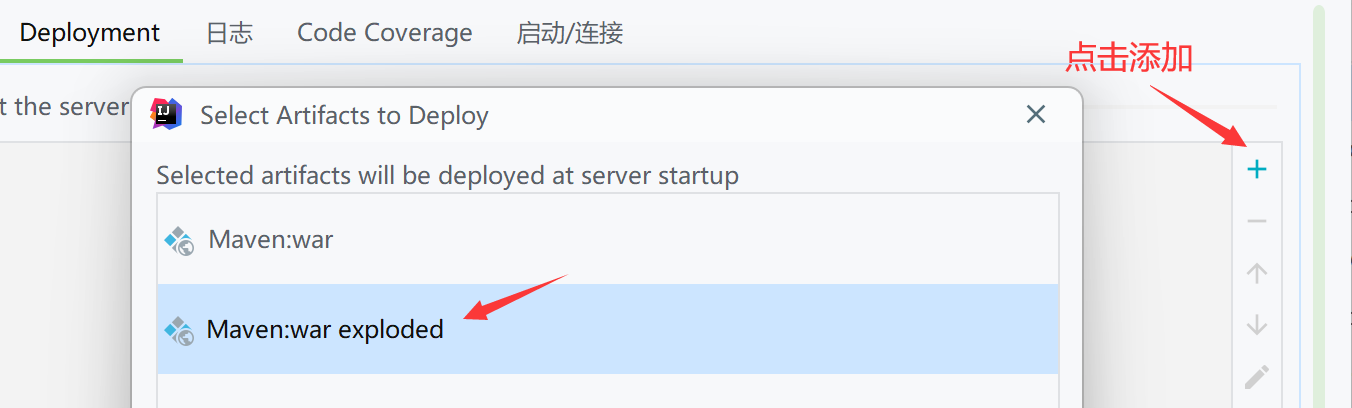 Deployment 日志 Code Coverage 启动/连接
点击添加
t the server
Select Artifacts to Deploy
Selected artifacts will be deployed at server startup
Maven:war
Maven:war exploded